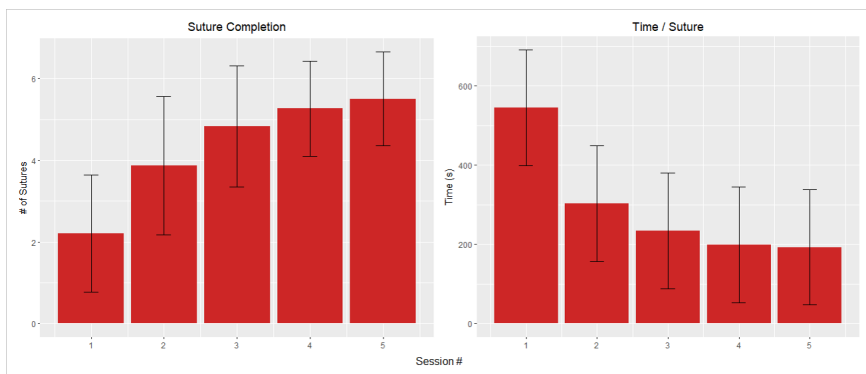 Suture Completion
# of Sutures
6
4
2
0
1 2 3 4 5
Time / Suture
Time (s)
600
400
200
0
1 2 3 4 5
Session #